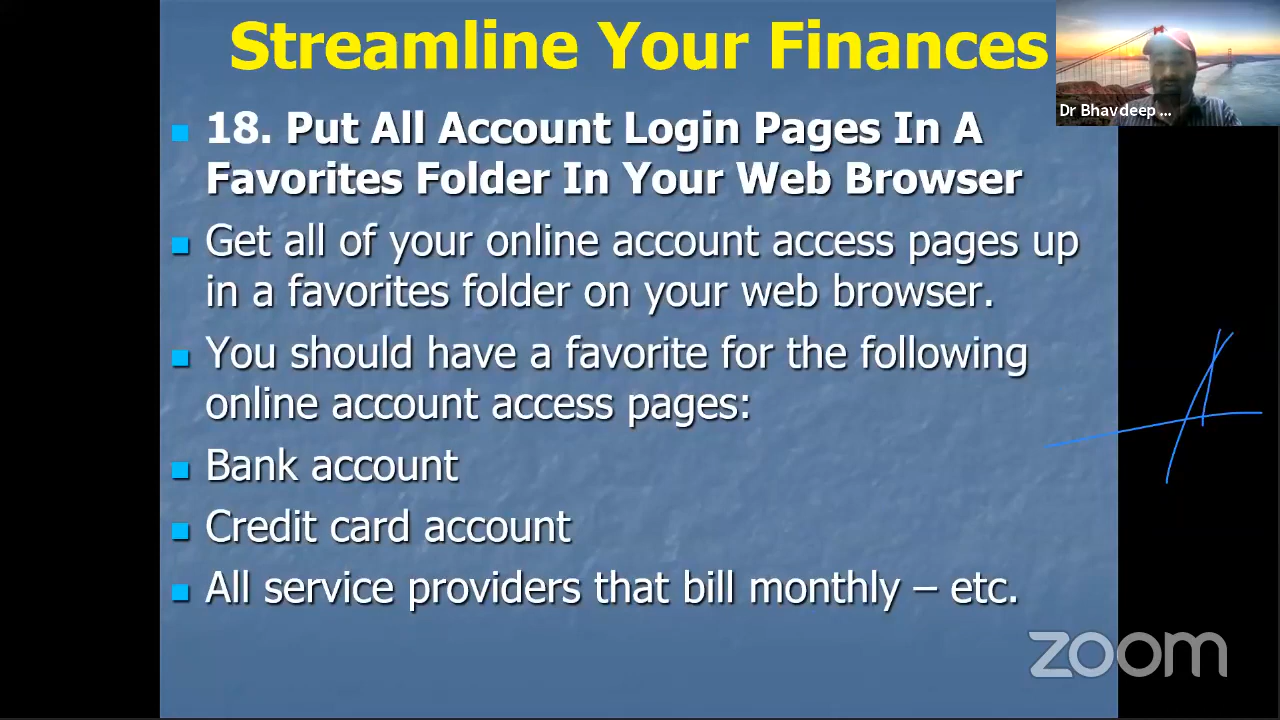 Streamline Your Finances
Dr Bhavdeep ...
18. Put All Account Login Pages In A
Favorites Folder In Your Web Browser
Get all of your online account access pages up
in a favorites folder on your web browser.
You should have a favorite for the following
online account access pages:
Bank account
Credit card account
All service providers that bill monthly – etc.
zoom